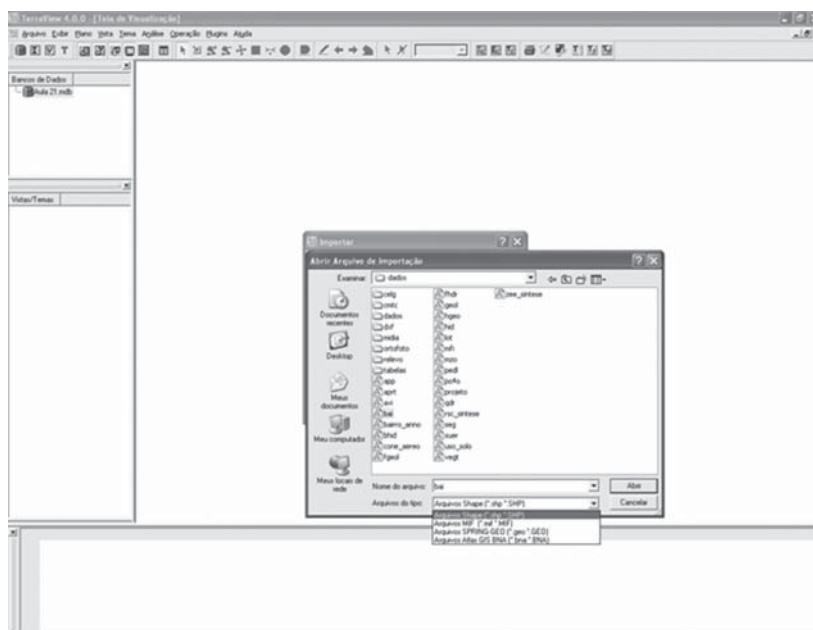 TerraView 4.0.0 - [Tela de Visualização]
Arquivo Exibir Plano Vista Tema Análise Operação Plugins Ajuda
Bancos de Dados
Aula 21.mdb
Vistas/Temas
Importar
Abrir Arquivo de Importação
Examinar:
dados
Documentos recentes
Desktop
Meus documentos
Meu computador
Meus locais de rede
celg
cmtc
dados
dxf
media
ortofoto
relevo
tabelas
app
aprt
avi
bai
bairro_anno
bhid
cone_aereo
fgeol
fhdr
geol
hgeo
hid
lot
mfi
mzo
pedl
projeto
qdr
rsc_sintese
seg
suer
uso_solo
vegt
zee_sintese
Nome do arquivo:
bai
Abrir
Arquivos do tipo:
Arquivos Shape (*.shp *.SHP)
Cancelar
Arquivos Shape (*.shp *.SHP)
Arquivos MIF (*.mif *.MIF)
Arquivos SPRING-GEO (*.geo *.GEO)
Arquivos Atlas GIS BNA (*.bna *.BNA)